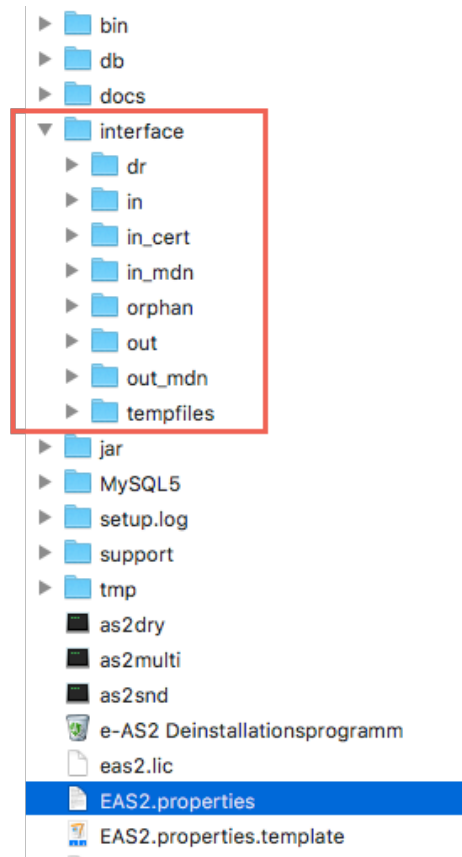 bin
db
docs
interface
dr
in
in_cert
in_mdn
orphan
out
out_mdn
tempfiles
jar
MySQL5
setup.log
support
tmp
as2dry
as2multi
as2snd
e-AS2 Deinstallationsprogramm
eas2.lic
EAS2.properties
EAS2.properties.template